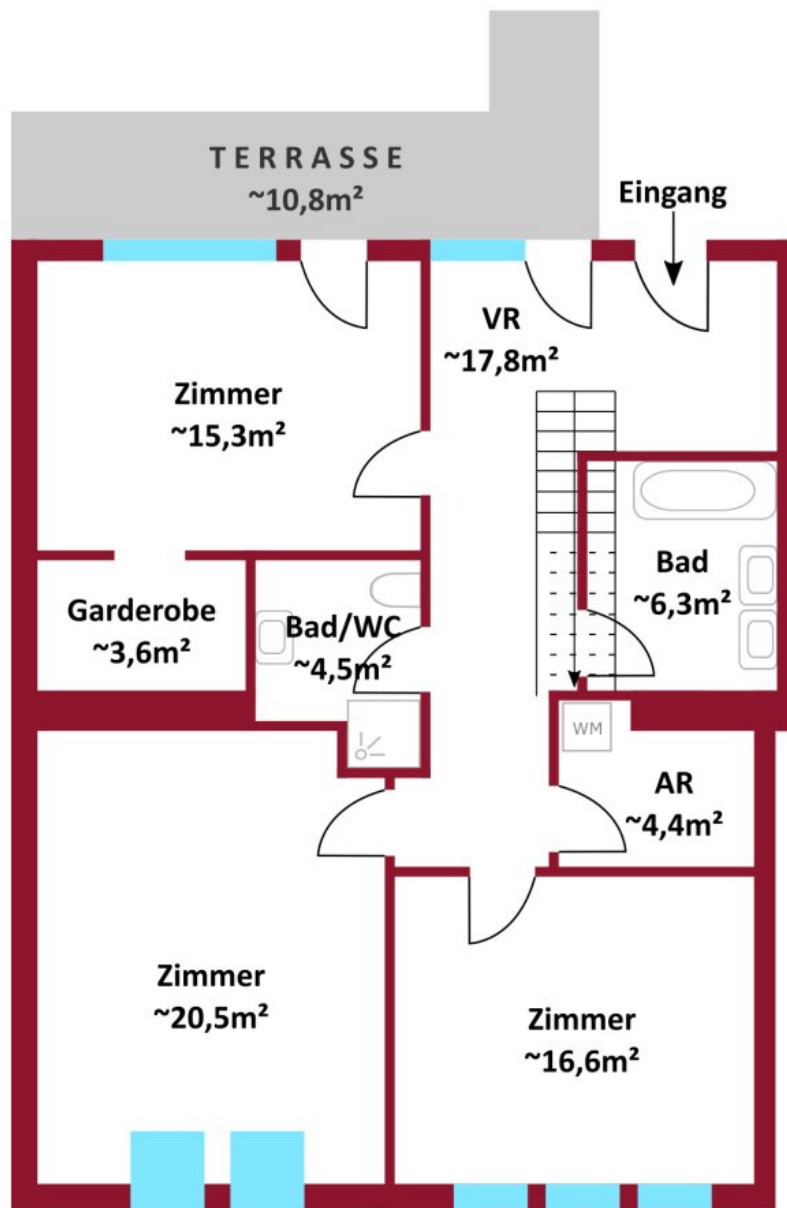 TERRASSE
~10,8m²
Eingang
VR
~17,8m²
Zimmer
~15,3m²
Bad
~6,3m²
Garderobe
~3,6m²
Bad/WC
~4,5m²
WM
AR
~4,4m²
Zimmer
~20,5m²
Zimmer
~16,6m²